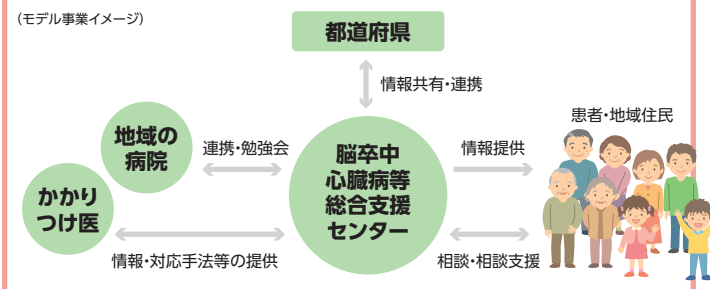 (モデル事業イメージ)
都道府県
情報共有・連携
患者・地域住民
地域の
病院
連携・勉強会
脳卒中
心臓病等
総合支援
センター
情報提供
かかり
つけ医
情報・対応手法等の提供
相談・相談支援